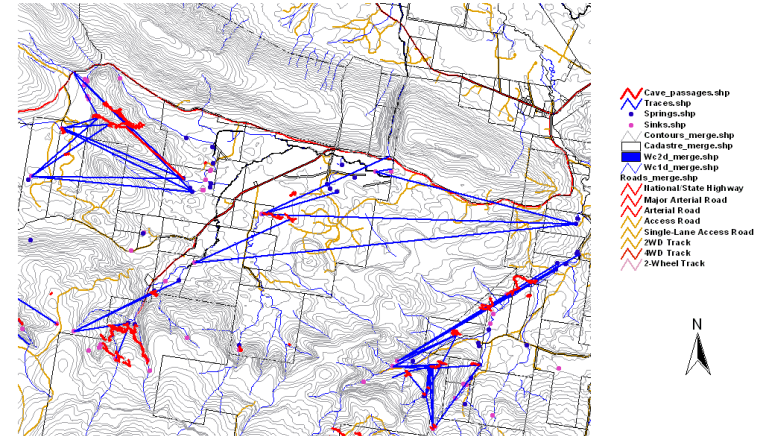 Cave_passages.shp
Traces.shp
Springs.shp
Sinks.shp
Contours_merge.shp
Cadastre_merge.shp
Wc2d_merge.shp
Wc1d_merge.shp
Roads_merge.shp
National/State Highway
Major Arterial Road
Arterial Road
Access Road
Single-Lane Access Road
2WD Track
4WD Track
2-Wheel Track
N